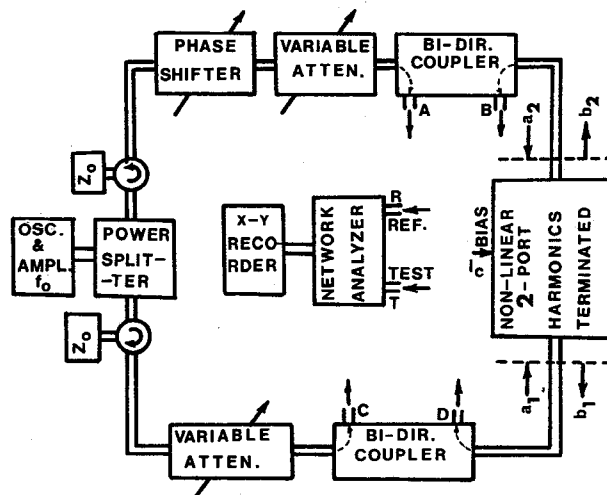 PHASE
SHIFTER
VARIABLE
ATTEN.
BI-DIR.
COUPLER
A
B
a2
b2
Zo
OSC.
&
AMPL.
fo
POWER
SPLIT-
-TER
X-Y
RECO
RDER
NETWORK
ANALYZER
R
REF.
TEST
T
Ic
BIAS
NON-LINEAR
2-PORT
HARMONICS
TERMINATED
Zo
a1
b1
C
D
VARIABLE
ATTEN.
BI-DIR.
COUPLER